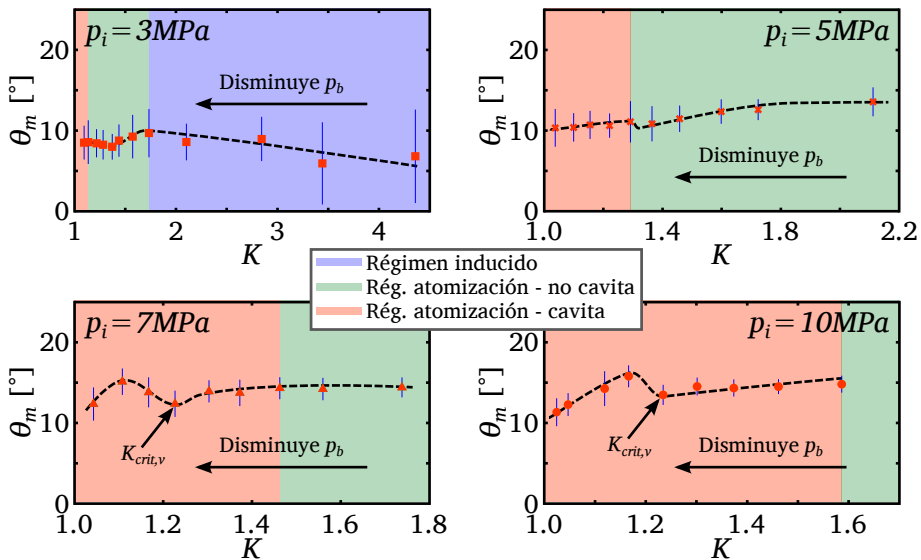 p_i = 3MPa
θ_m [°]
20
10
0
Disminuye p_b
1 2 3 4
K
p_i = 5MPa
θ_m [°]
20
10
0
Disminuye p_b
1.0 1.4 1.8 2.2
K
Régimen inducido
Rég. atomización - no cavita
Rég. atomización - cavita
p_i = 7MPa
θ_m [°]
20
10
0
K_crit,v
Disminuye p_b
1.0 1.2 1.4 1.6 1.8
K
p_i = 10MPa
θ_m [°]
20
10
0
K_crit,v
Disminuye p_b
1.0 1.2 1.4 1.6
K